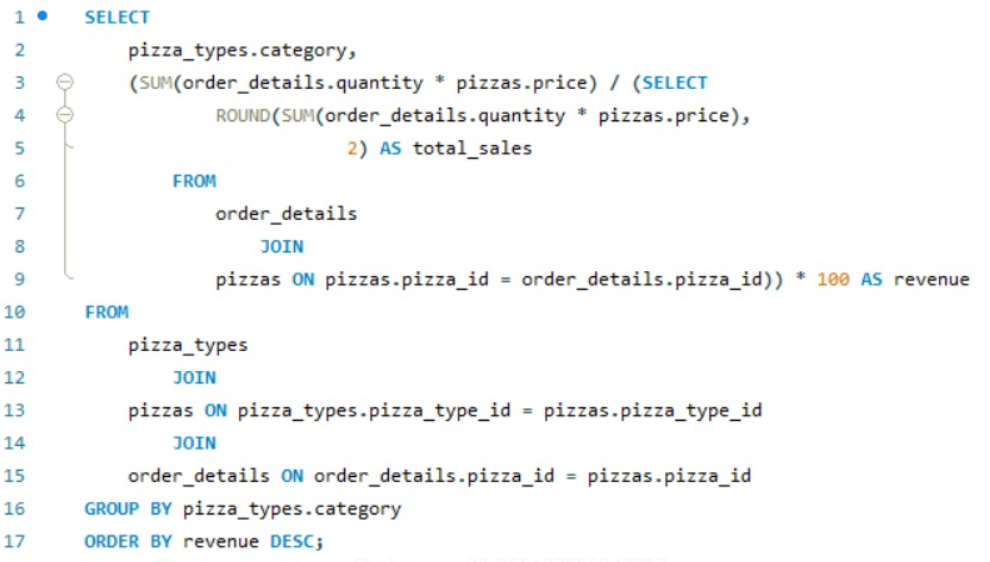 1 SELECT
2 pizza_types.category,
3 (SUM(order_details.quantity * pizzas.price) / (SELECT
4 ROUND(SUM(order_details.quantity * pizzas.price),
5 2) AS total_sales
6 FROM
7 order_details
8 JOIN
9 pizzas ON pizzas.pizza_id = order_details.pizza_id)) * 100 AS revenue
10 FROM
11 pizza_types
12 JOIN
13 pizzas ON pizza_types.pizza_type_id = pizzas.pizza_type_id
14 JOIN
15 order_details ON order_details.pizza_id = pizzas.pizza_id
16 GROUP BY pizza_types.category
17 ORDER BY revenue DESC;